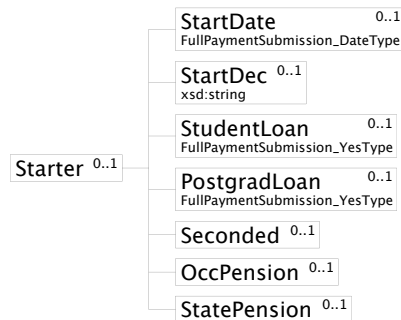 StartDate 0..1
FullPaymentSubmission_DateType
StartDec 0..1
xsd:string
StudentLoan 0..1
FullPaymentSubmission_YesType
Starter 0..1
PostgradLoan 0..1
FullPaymentSubmission_YesType
Seconded 0..1
OccPension 0..1
StatePension 0..1